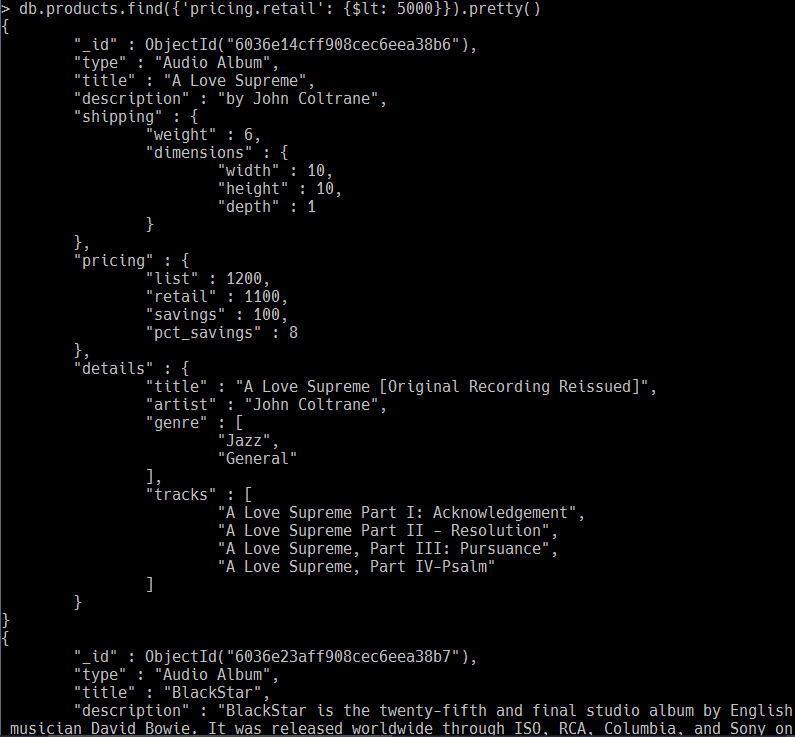 > db.products.find({'pricing.retail': {$lt: 5000}}).pretty()
{
        "_id" : ObjectId("6036e14cff908cec6eea38b6"),
        "type" : "Audio Album",
        "title" : "A Love Supreme",
        "description" : "by John Coltrane",
        "shipping" : {
                "weight" : 6,
                "dimensions" : {
                        "width" : 10,
                        "height" : 10,
                        "depth" : 1
                }
        },
        "pricing" : {
                "list" : 1200,
                "retail" : 1100,
                "savings" : 100,
                "pct_savings" : 8
        },
        "details" : {
                "title" : "A Love Supreme [Original Recording Reissued]",
                "artist" : "John Coltrane",
                "genre" : [
                        "Jazz",
                        "General"
                ],
                "tracks" : [
                        "A Love Supreme Part I: Acknowledgement",
                        "A Love Supreme Part II - Resolution",
                        "A Love Supreme, Part III: Pursuance",
                        "A Love Supreme, Part IV-Psalm"
                ]
        }
}
{
        "_id" : ObjectId("6036e23aff908cec6eea38b7"),
        "type" : "Audio Album",
        "title" : "BlackStar",
        "description" : "BlackStar is the twenty-fifth and final studio album by English
 musician David Bowie. It was released worldwide through ISO, RCA, Columbia, and Sony on